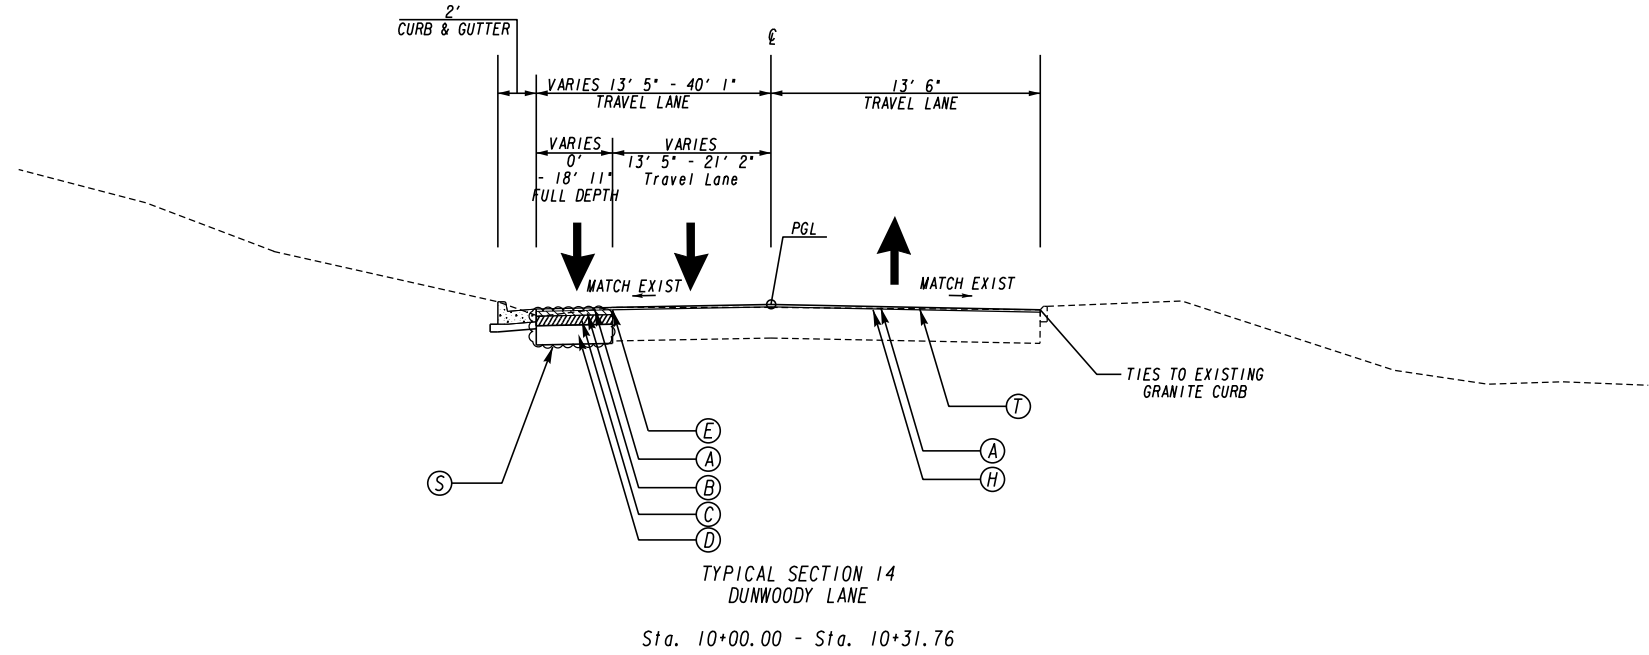 2'
CURB & GUTTER
℄
VARIES 13' 5" - 40' 1"
TRAVEL LANE
13' 6"
TRAVEL LANE
VARIES
0'
- 18' 11"
FULL DEPTH
VARIES
13' 5" - 21' 2"
Travel Lane
PGL
MATCH EXIST
MATCH EXIST
TIES TO EXISTING
GRANITE CURB
T
E
A
B
C
D
A
H
S
TYPICAL SECTION 14
DUNWOODY LANE
Sta. 10+00.00 - Sta. 10+31.76